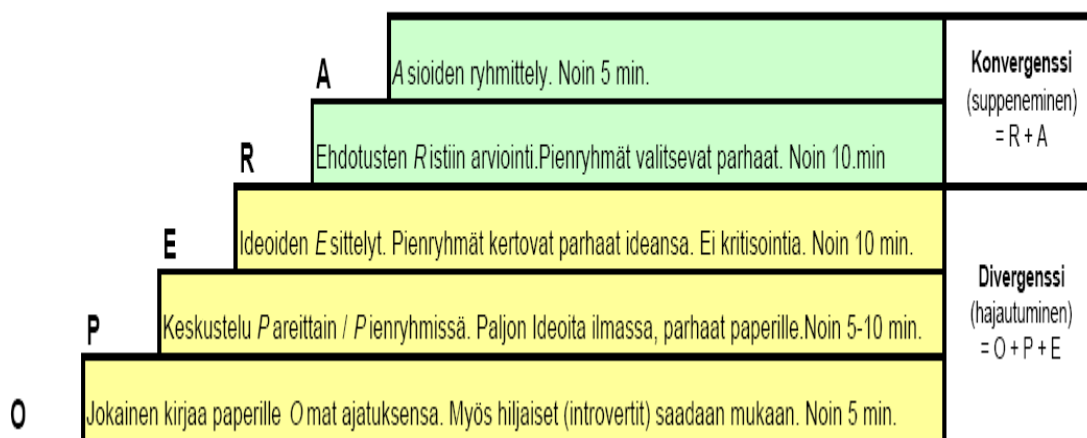 A
Asioiden ryhmittely. Noin 5 min.
Konvergenssi
(suppeneminen)
= R + A
R
Ehdotusten Ristiin arviointi.Pienryhmät valitsevat parhaat. Noin 10.min
E
Ideoiden Esittelyt. Pienryhmät kertovat parhaat ideansa. Ei kritisointia. Noin 10 min.
Divergenssi
(hajautuminen)
= O + P + E
P
Keskustelu Pareittain / Pienryhmissä. Paljon Ideoita ilmassa, parhaat paperille.Noin 5-10 min.
O
Jokainen kirjaa paperille Omat ajatuksensa. Myös hiljaiset (introvertit) saadaan mukaan. Noin 5 min.